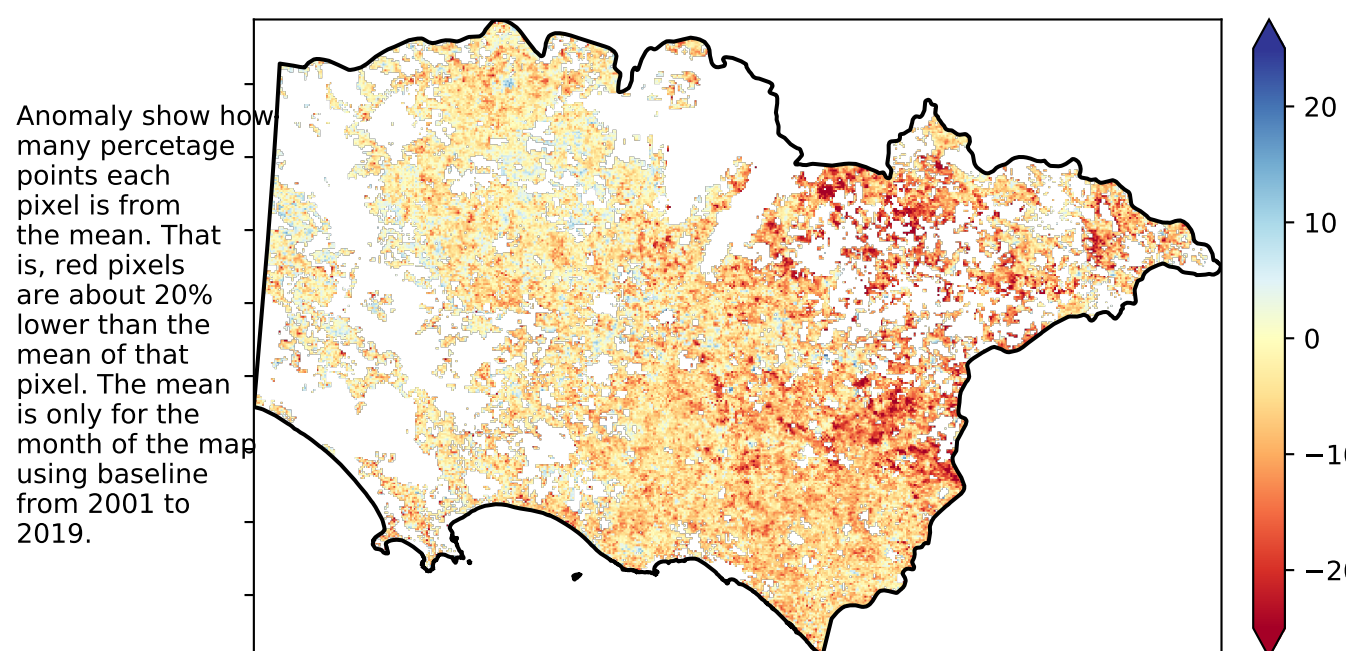 Anomaly show how
many percetage
points each
pixel is from
the mean. That
is, red pixels
are about 20%
lower than the
mean of that
pixel. The mean
is only for the
month of the map
using baseline
from 2001 to
2019.
20
10
0
−10
−20